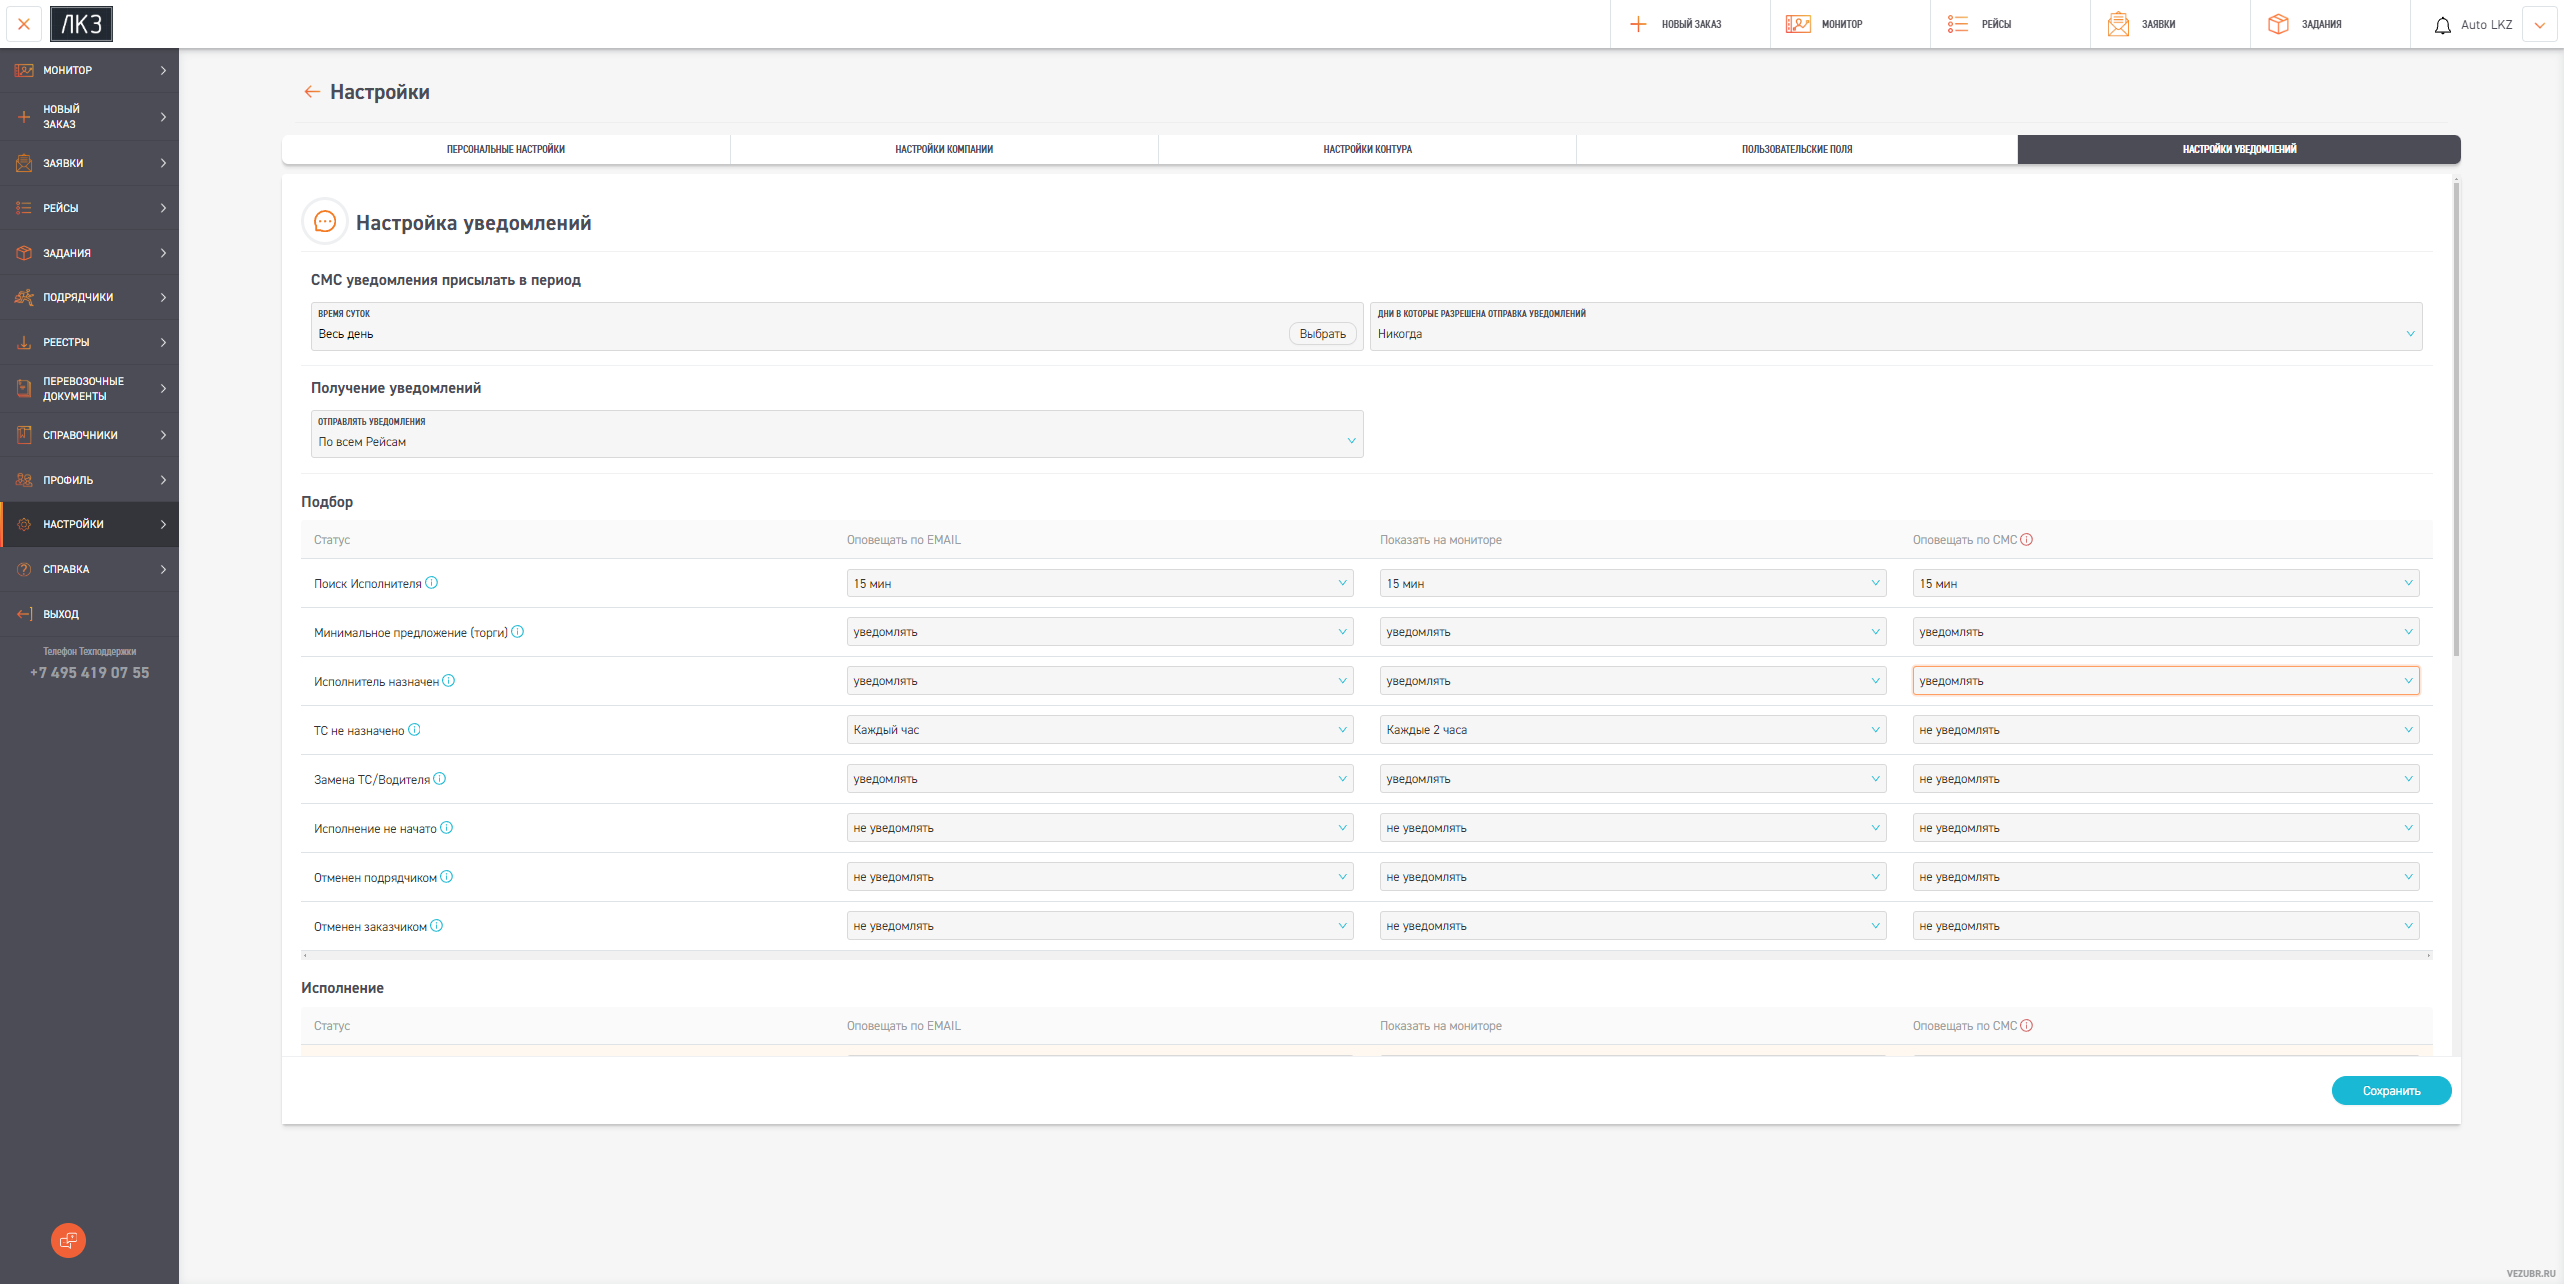 ЛКЗ
НОВЫЙ ЗАКАЗ
МОНИТОР
РЕЙСЫ
ЗАЯВКИ
ЗАДАНИЯ
Auto LKZ
МОНИТОР
НОВЫЙ
ЗАКАЗ
ЗАЯВКИ
РЕЙСЫ
ЗАДАНИЯ
ПОДРЯДЧИКИ
РЕЕСТРЫ
ПЕРЕВОЗОЧНЫЕ
ДОКУМЕНТЫ
СПРАВОЧНИКИ
ПРОФИЛЬ
НАСТРОЙКИ
СПРАВКА
ВЫХОД
Телефон Техподдержки
+7 495 419 07 55
Настройки
ПЕРСОНАЛЬНЫЕ НАСТРОЙКИ
НАСТРОЙКИ КОМПАНИИ
НАСТРОЙКИ КОНТУРА
ПОЛЬЗОВАТЕЛЬСКИЕ ПОЛЯ
НАСТРОЙКИ УВЕДОМЛЕНИЙ
Настройка уведомлений
СМС уведомления присылать в период
ВРЕМЯ СУТОК
Весь день
Выбрать
ДНИ В КОТОРЫЕ РАЗРЕШЕНА ОТПРАВКА УВЕДОМЛЕНИЙ
Никогда
Получение уведомлений
ОТПРАВЛЯТЬ УВЕДОМЛЕНИЯ
По всем Рейсам
Подбор
Статус Оповещать по EMAIL Показать на мониторе Оповещать по СМС
Поиск Исполнителя 15 мин 15 мин 15 мин
Минимальное предложение (торги) уведомлять уведомлять уведомлять
Исполнитель назначен уведомлять уведомлять уведомлять
ТС не назначено Каждый час Каждые 2 часа не уведомлять
Замена ТС/Водителя уведомлять уведомлять не уведомлять
Исполнение не начато не уведомлять не уведомлять не уведомлять
Отменен подрядчиком не уведомлять не уведомлять не уведомлять
Отменен заказчиком не уведомлять не уведомлять не уведомлять
Исполнение
Статус Оповещать по EMAIL Показать на мониторе Оповещать по СМС
Сохранить
VEZUBR.RU